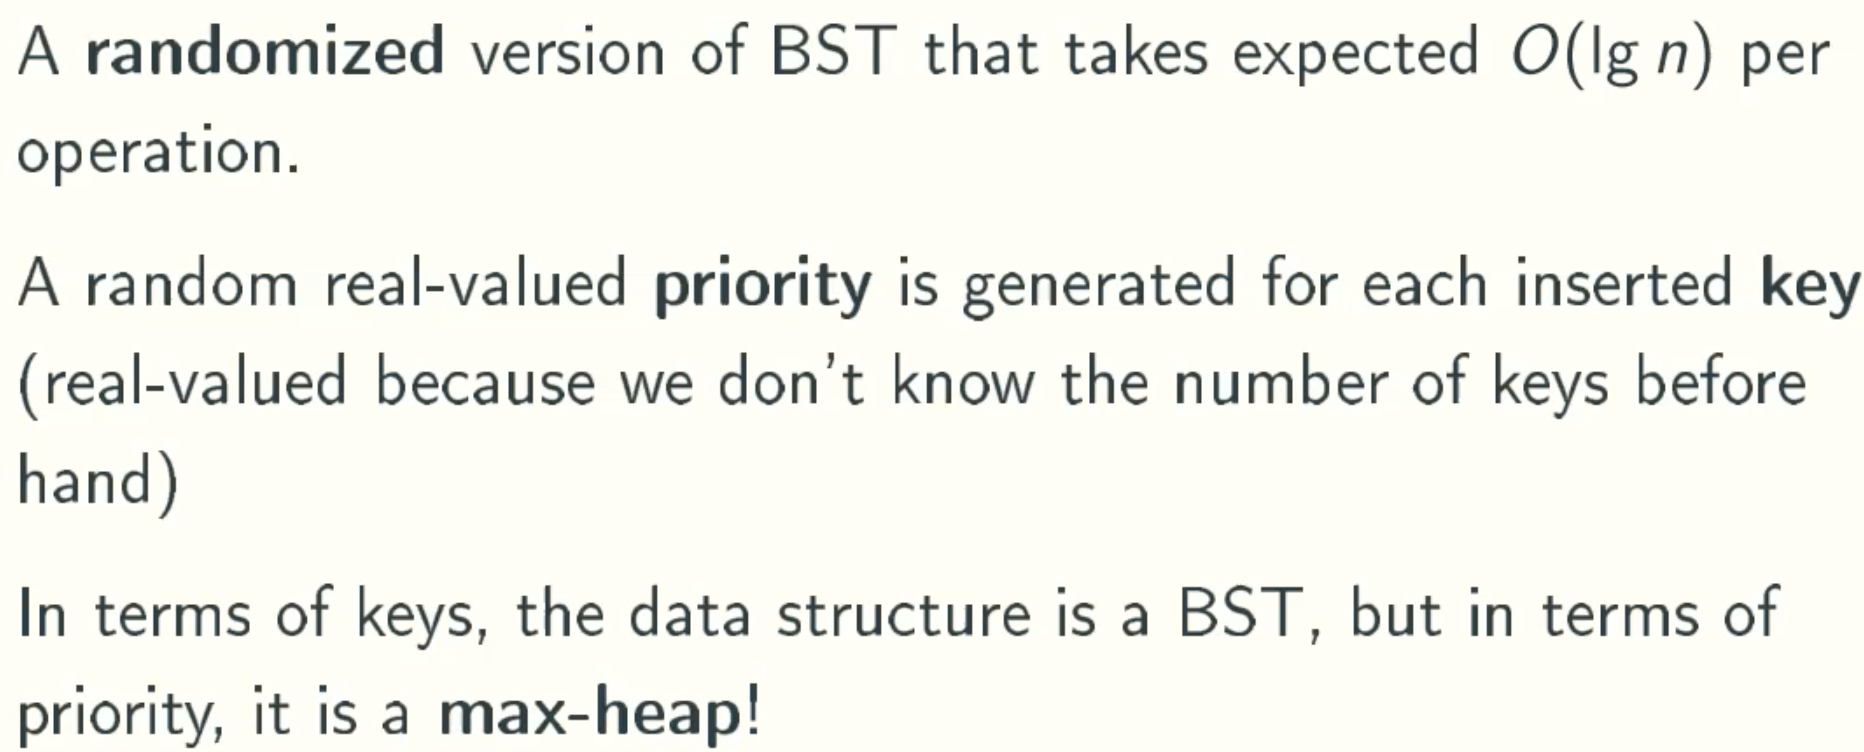 A randomized version of BST that takes expected O(lg n) per
operation.
A random real-valued priority is generated for each inserted key
(real-valued because we don't know the number of keys before
hand)
In terms of keys, the data structure is a BST, but in terms of
priority, it is a max-heap!